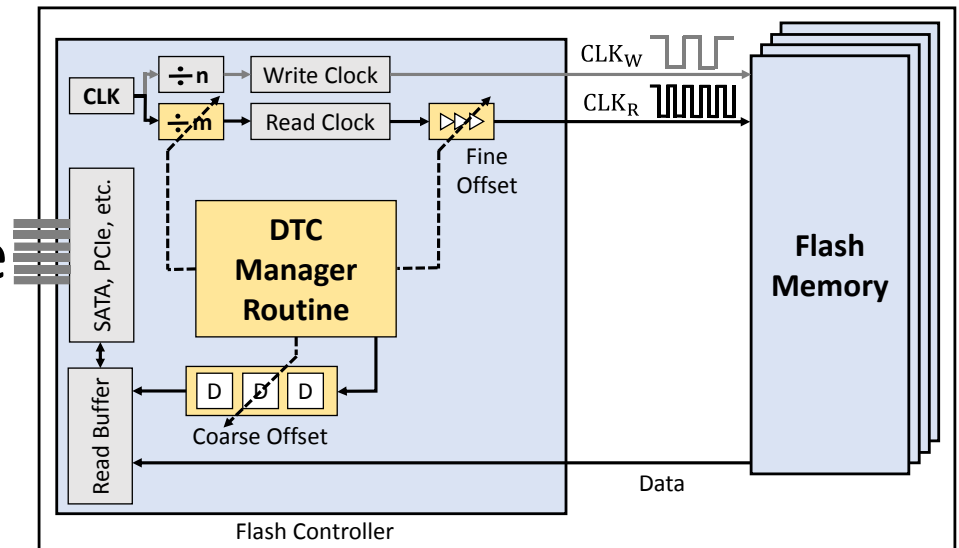 CLK
÷n
Write Clock
CLK_W
÷m
Read Clock
CLK_R
Fine
Offset
SATA, PCIe, etc.
e
DTC
Manager
Routine
Flash
Memory
D D D
Coarse Offset
Read Buffer
Data
Flash Controller